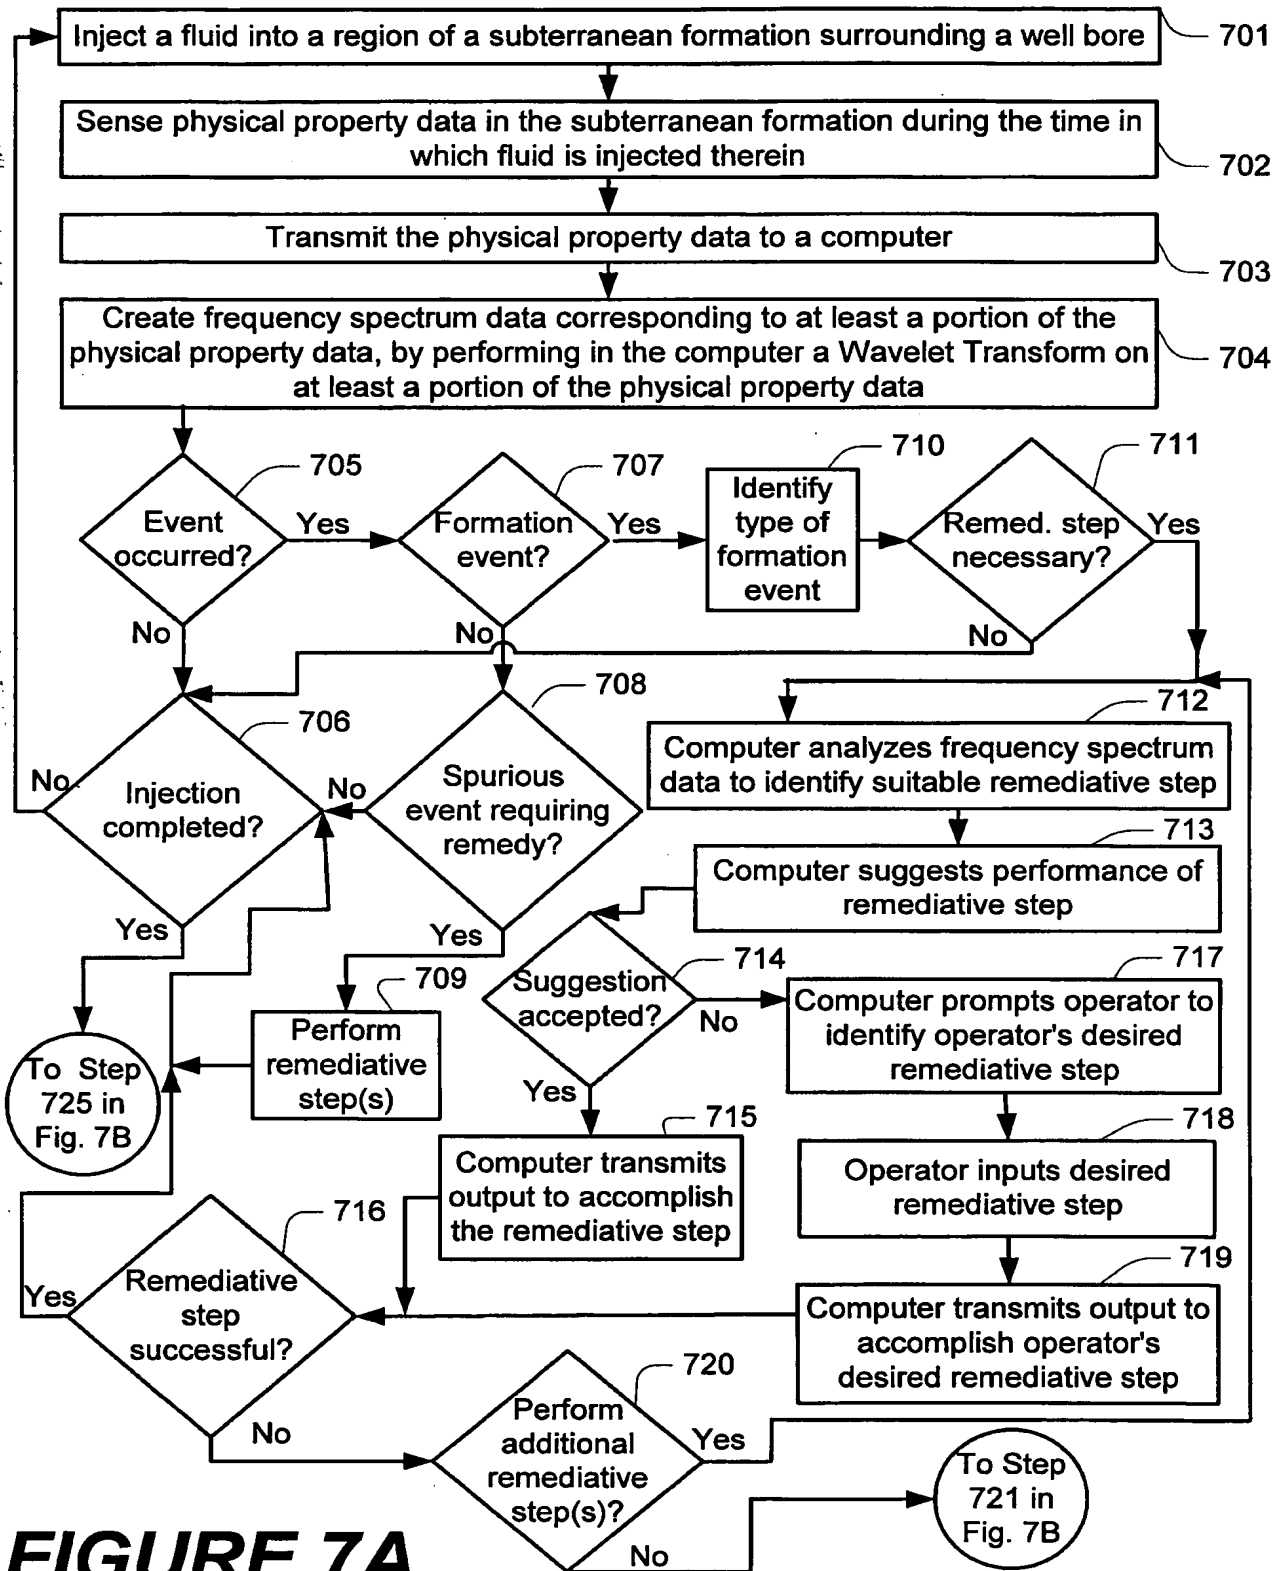 Inject a fluid into a region of a subterranean formation surrounding a well bore
701
Sense physical property data in the subterranean formation during the time in
which fluid is injected therein
702
Transmit the physical property data to a computer
703
Create frequency spectrum data corresponding to at least a portion of the
physical property data, by performing in the computer a Wavelet Transform on
at least a portion of the physical property data
704
Event
occurred?
705
Yes
No
Formation
event?
707
Yes
No
Identify
type of
formation
event
710
Remed. step
necessary?
711
Yes
No
Injection
completed?
706
No
Yes
Spurious
event requiring
remedy?
708
No
Yes
Computer analyzes frequency spectrum
data to identify suitable remediative step
712
Computer suggests performance of
remediative step
713
Suggestion
accepted?
714
No
Yes
Perform
remediative
step(s)
709
To Step
725 in
Fig. 7B
Computer prompts operator to
identify operator's desired
remediative step
717
Computer transmits
output to accomplish
the remediative step
715
Operator inputs desired
remediative step
718
Remediative
step
successful?
716
Yes
No
Computer transmits output to
accomplish operator's
desired remediative step
719
Perform
additional
remediative
step(s)?
720
Yes
No
To Step
721 in
Fig. 7B
FIGURE 7A